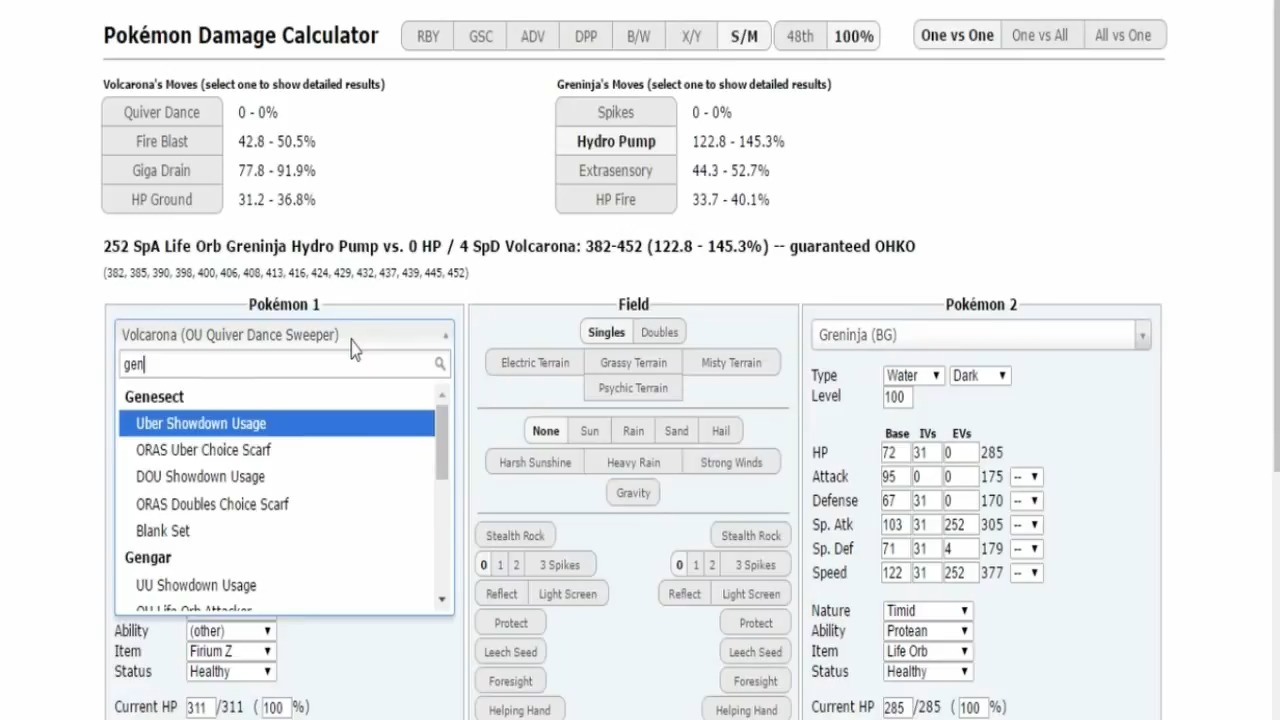 Pokémon Damage Calculator RBY GSC ADV DPP B/W X/Y S/M 48th 100% One vs One One vs All All vs One
Volcarona's Moves (select one to show detailed results) Greninja's Moves (select one to show detailed results)
Quiver Dance 0 - 0% Spikes 0 - 0%
Fire Blast 42.8 - 50.5% Hydro Pump 122.8 - 145.3%
Giga Drain 77.8 - 91.9% Extrasensory 44.3 - 52.7%
HP Ground 31.2 - 36.8% HP Fire 33.7 - 40.1%
252 SpA Life Orb Greninja Hydro Pump vs. 0 HP / 4 SpD Volcarona: 382-452 (122.8 - 145.3%) -- guaranteed OHKO
(382, 385, 390, 398, 400, 406, 408, 413, 416, 424, 429, 432, 437, 439, 445, 452)
Pokémon 1
Volcarona (OU Quiver Dance Sweeper)
gen
Genesect
Uber Showdown Usage
ORAS Uber Choice Scarf
DOU Showdown Usage
ORAS Doubles Choice Scarf
Blank Set
Gengar
UU Showdown Usage
OU Life Orb Attacker
Ability (other)
Item Firium Z
Status Healthy
Current HP 311 /311 ( 100 %)
Field
Singles Doubles
Electric Terrain Grassy Terrain Misty Terrain
Psychic Terrain
None Sun Rain Sand Hail
Harsh Sunshine Heavy Rain Strong Winds
Gravity
Stealth Rock Stealth Rock
0 1 2 3 Spikes 0 1 2 3 Spikes
Reflect Light Screen Reflect Light Screen
Protect Protect
Leech Seed Leech Seed
Foresight Foresight
Helping Hand Helping Hand
Pokémon 2
Greninja (BG)
Type Water Dark
Level 100
Base IVs EVs
HP 72 31 0 285
Attack 95 0 0 175 --
Defense 67 31 0 170 --
Sp. Atk 103 31 252 305 --
Sp. Def 71 31 4 179 --
Speed 122 31 252 377 --
Nature Timid
Ability Protean
Item Life Orb
Status Healthy
Current HP 285 /285 ( 100 %)